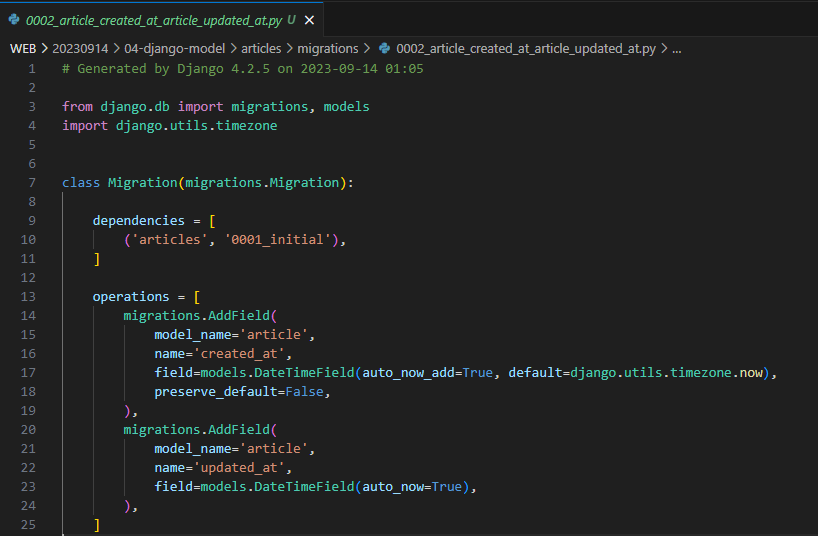 0002_article_created_at_article_updated_at.py U ×
WEB > 20230914 > 04-django-model > articles > migrations > 0002_article_created_at_article_updated_at.py > ...
1 # Generated by Django 4.2.5 on 2023-09-14 01:05
2
3 from django.db import migrations, models
4 import django.utils.timezone
5
6
7 class Migration(migrations.Migration):
8
9     dependencies = [
10         ('articles', '0001_initial'),
11     ]
12
13     operations = [
14         migrations.AddField(
15             model_name='article',
16             name='created_at',
17             field=models.DateTimeField(auto_now_add=True, default=django.utils.timezone.now),
18             preserve_default=False,
19         ),
20         migrations.AddField(
21             model_name='article',
22             name='updated_at',
23             field=models.DateTimeField(auto_now=True),
24         ),
25     ]